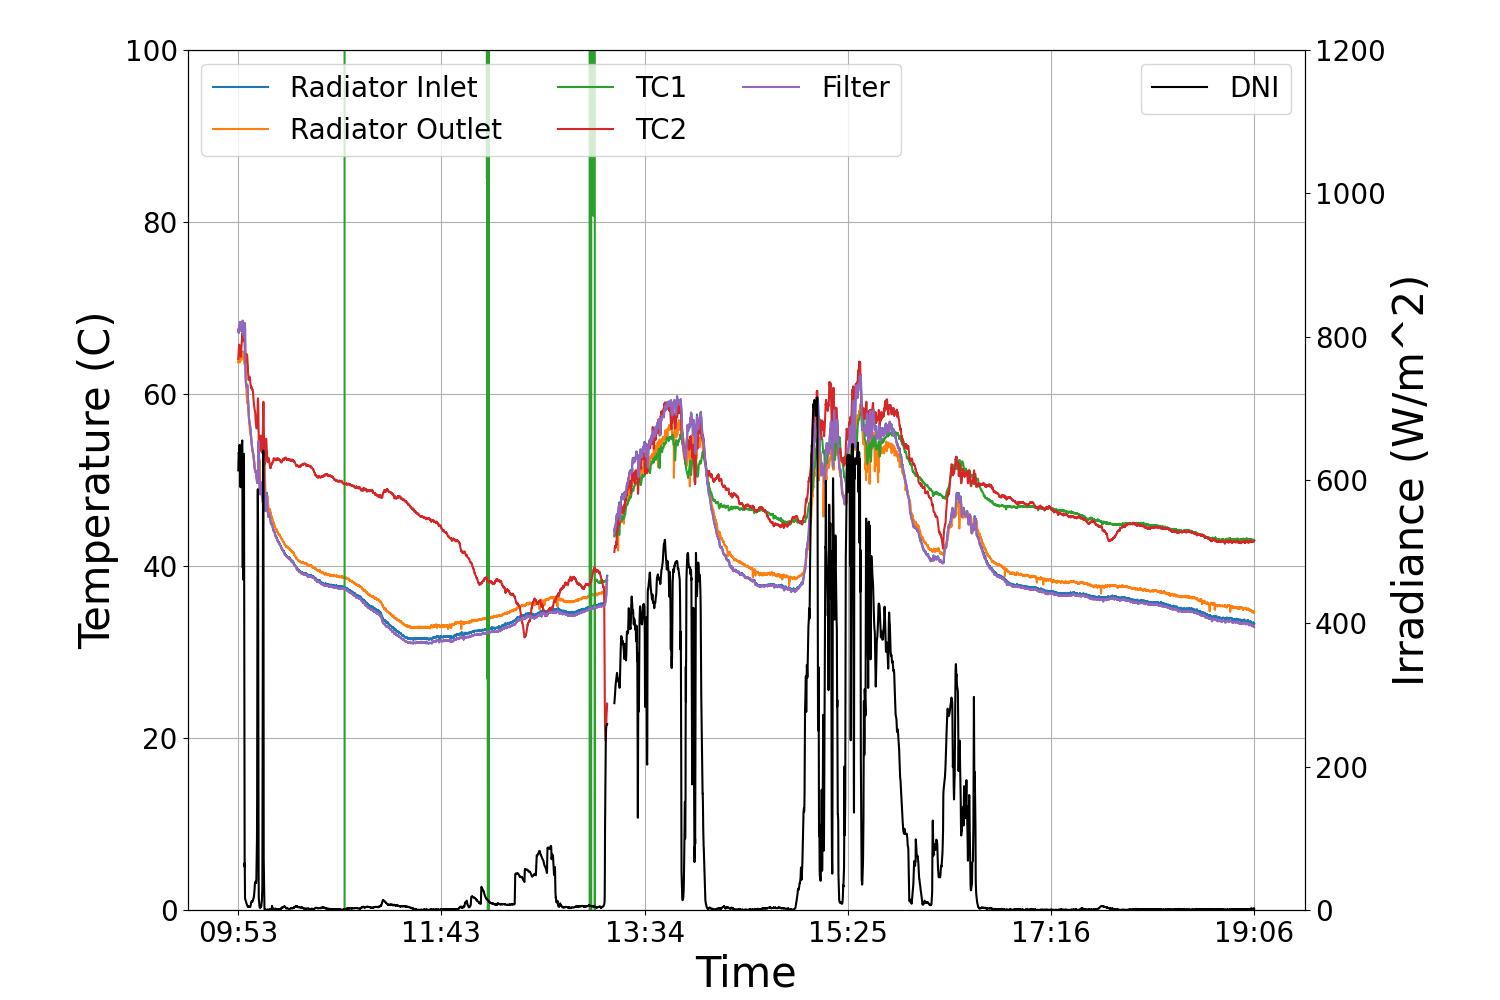 100
80
60
40
20
0
Temperature (C)
Radiator Inlet
Radiator Outlet
TC1
TC2
Filter
DNI
1200
1000
800
600
400
200
0
Irradiance (W/m^2)
09:53 11:43 13:34 15:25 17:16 19:06
Time